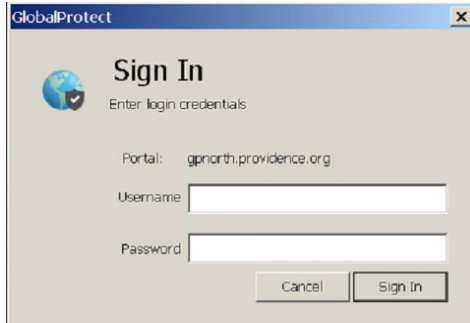 GlobalProtect
Sign In
Enter login credentials
Portal: gpnorth.providence.org
Username
Password
Cancel Sign In